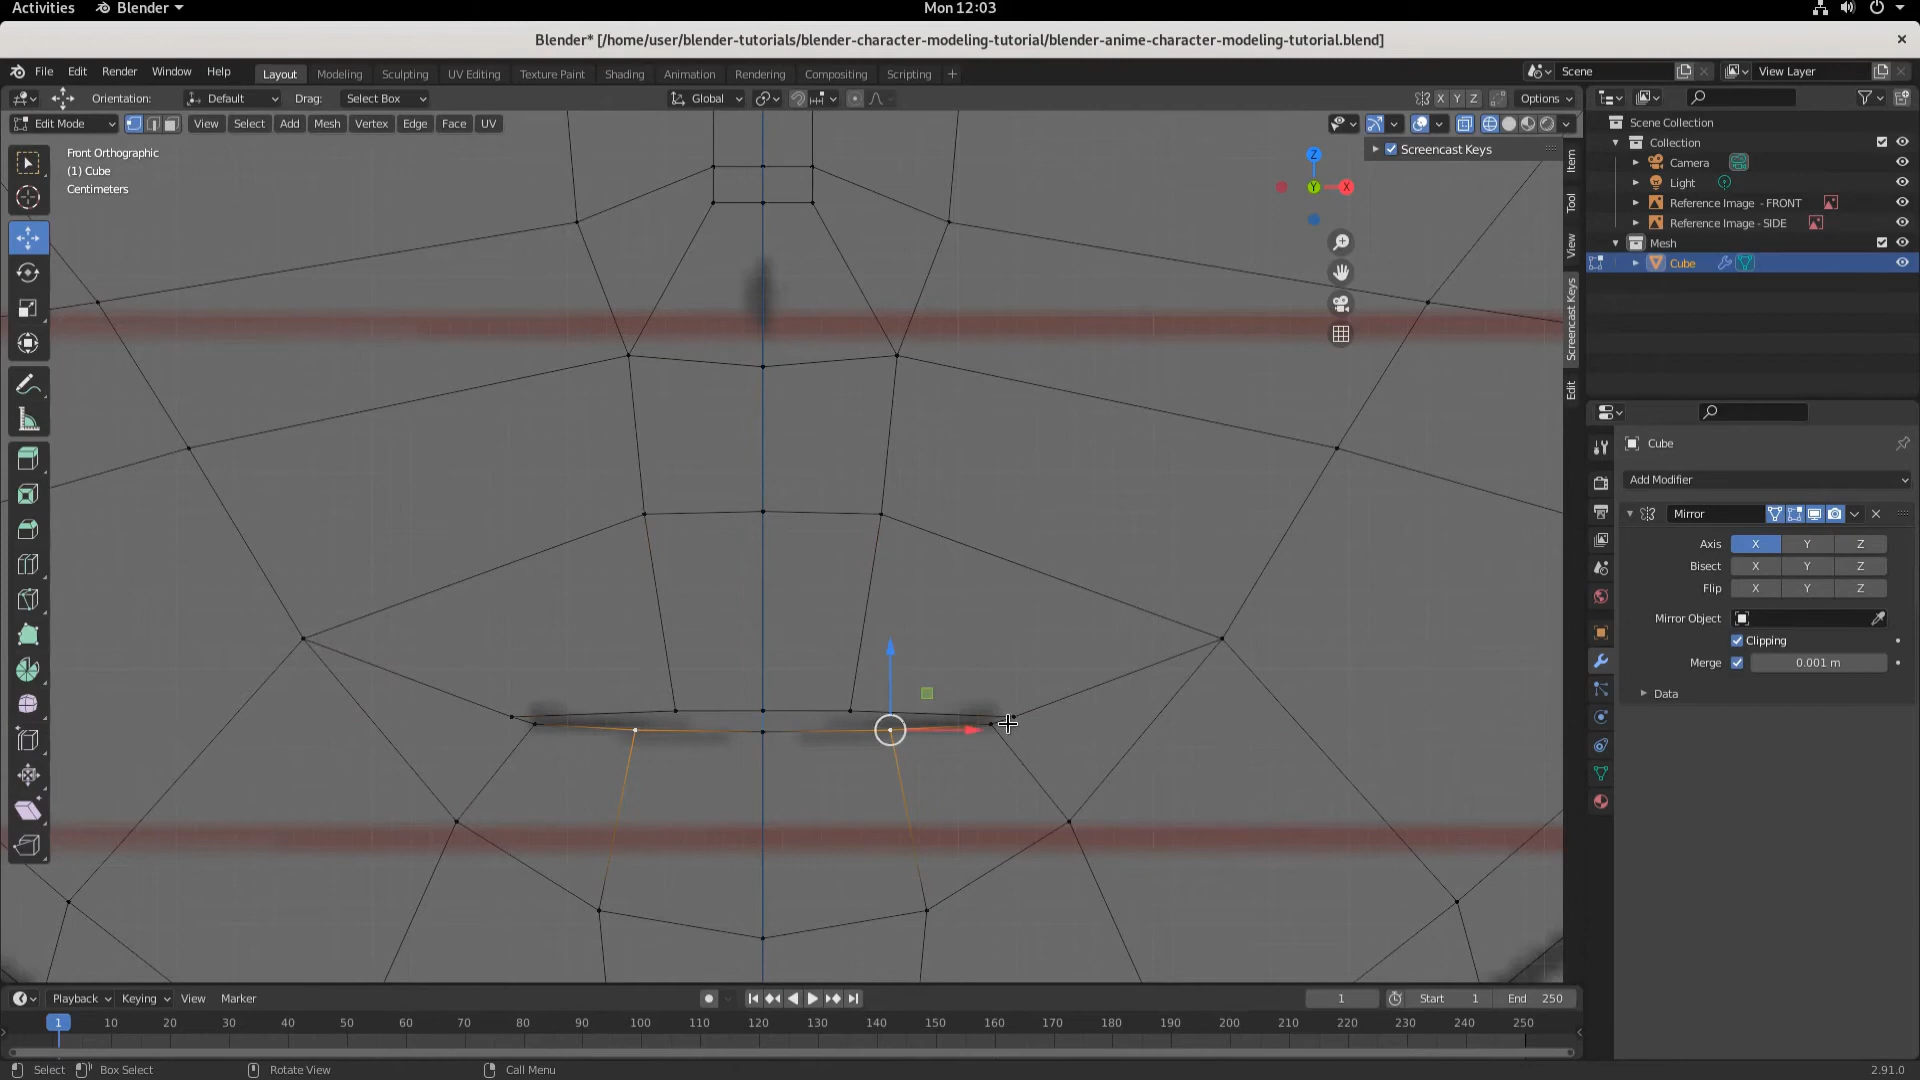 Activities Blender Mon 12:03
Blender* [/home/user/blender-tutorials/blender-character-modeling-tutorial/blender-anime-character-modeling-tutorial.blend]
File Edit Render Window Help Layout Modeling Sculpting UV Editing Texture Paint Shading Animation Rendering Compositing Scripting + Scene View Layer
Orientation: Default Drag: Select Box Global X Y Z Options
Edit Mode View Select Add Mesh Vertex Edge Face UV
Front Orthographic
(1) Cube
Centimeters
Z
X
Y
Screencast Keys
Item
Tool
View
Screencast Keys
Edit
Scene Collection
Collection
Camera
Light
Reference Image - FRONT
Reference Image - SIDE
Mesh
Cube
Cube
Add Modifier
Mirror
Axis X Y Z
Bisect X Y Z
Flip X Y Z
Mirror Object
Clipping
Merge 0.001 m
Data
Playback Keying View Marker 1 Start 1 End 250
1 10 20 30 40 50 60 70 80 90 100 110 120 130 140 150 160 170 180 190 200 210 220 230 240 250
Select Box Select Rotate View Call Menu 2.91.0